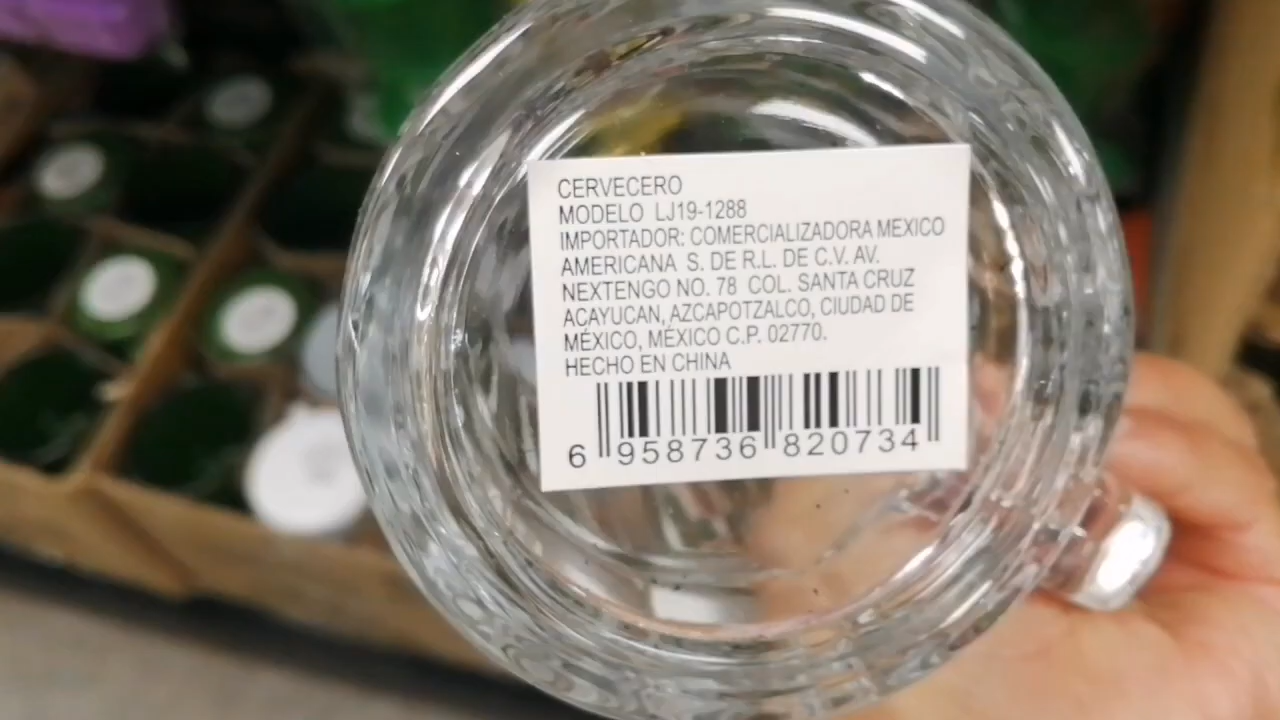 CERVECERO
MODELO LJ19-1288
IMPORTADOR: COMERCIALIZADORA MEXICO
AMERICANA S. DE R.L. DE C.V. AV.
NEXTENGO NO. 78 COL. SANTA CRUZ
ACAYUCAN, AZCAPOTZALCO, CIUDAD DE
MÉXICO, MÉXICO C.P. 02770.
HECHO EN CHINA
6 958736 820734